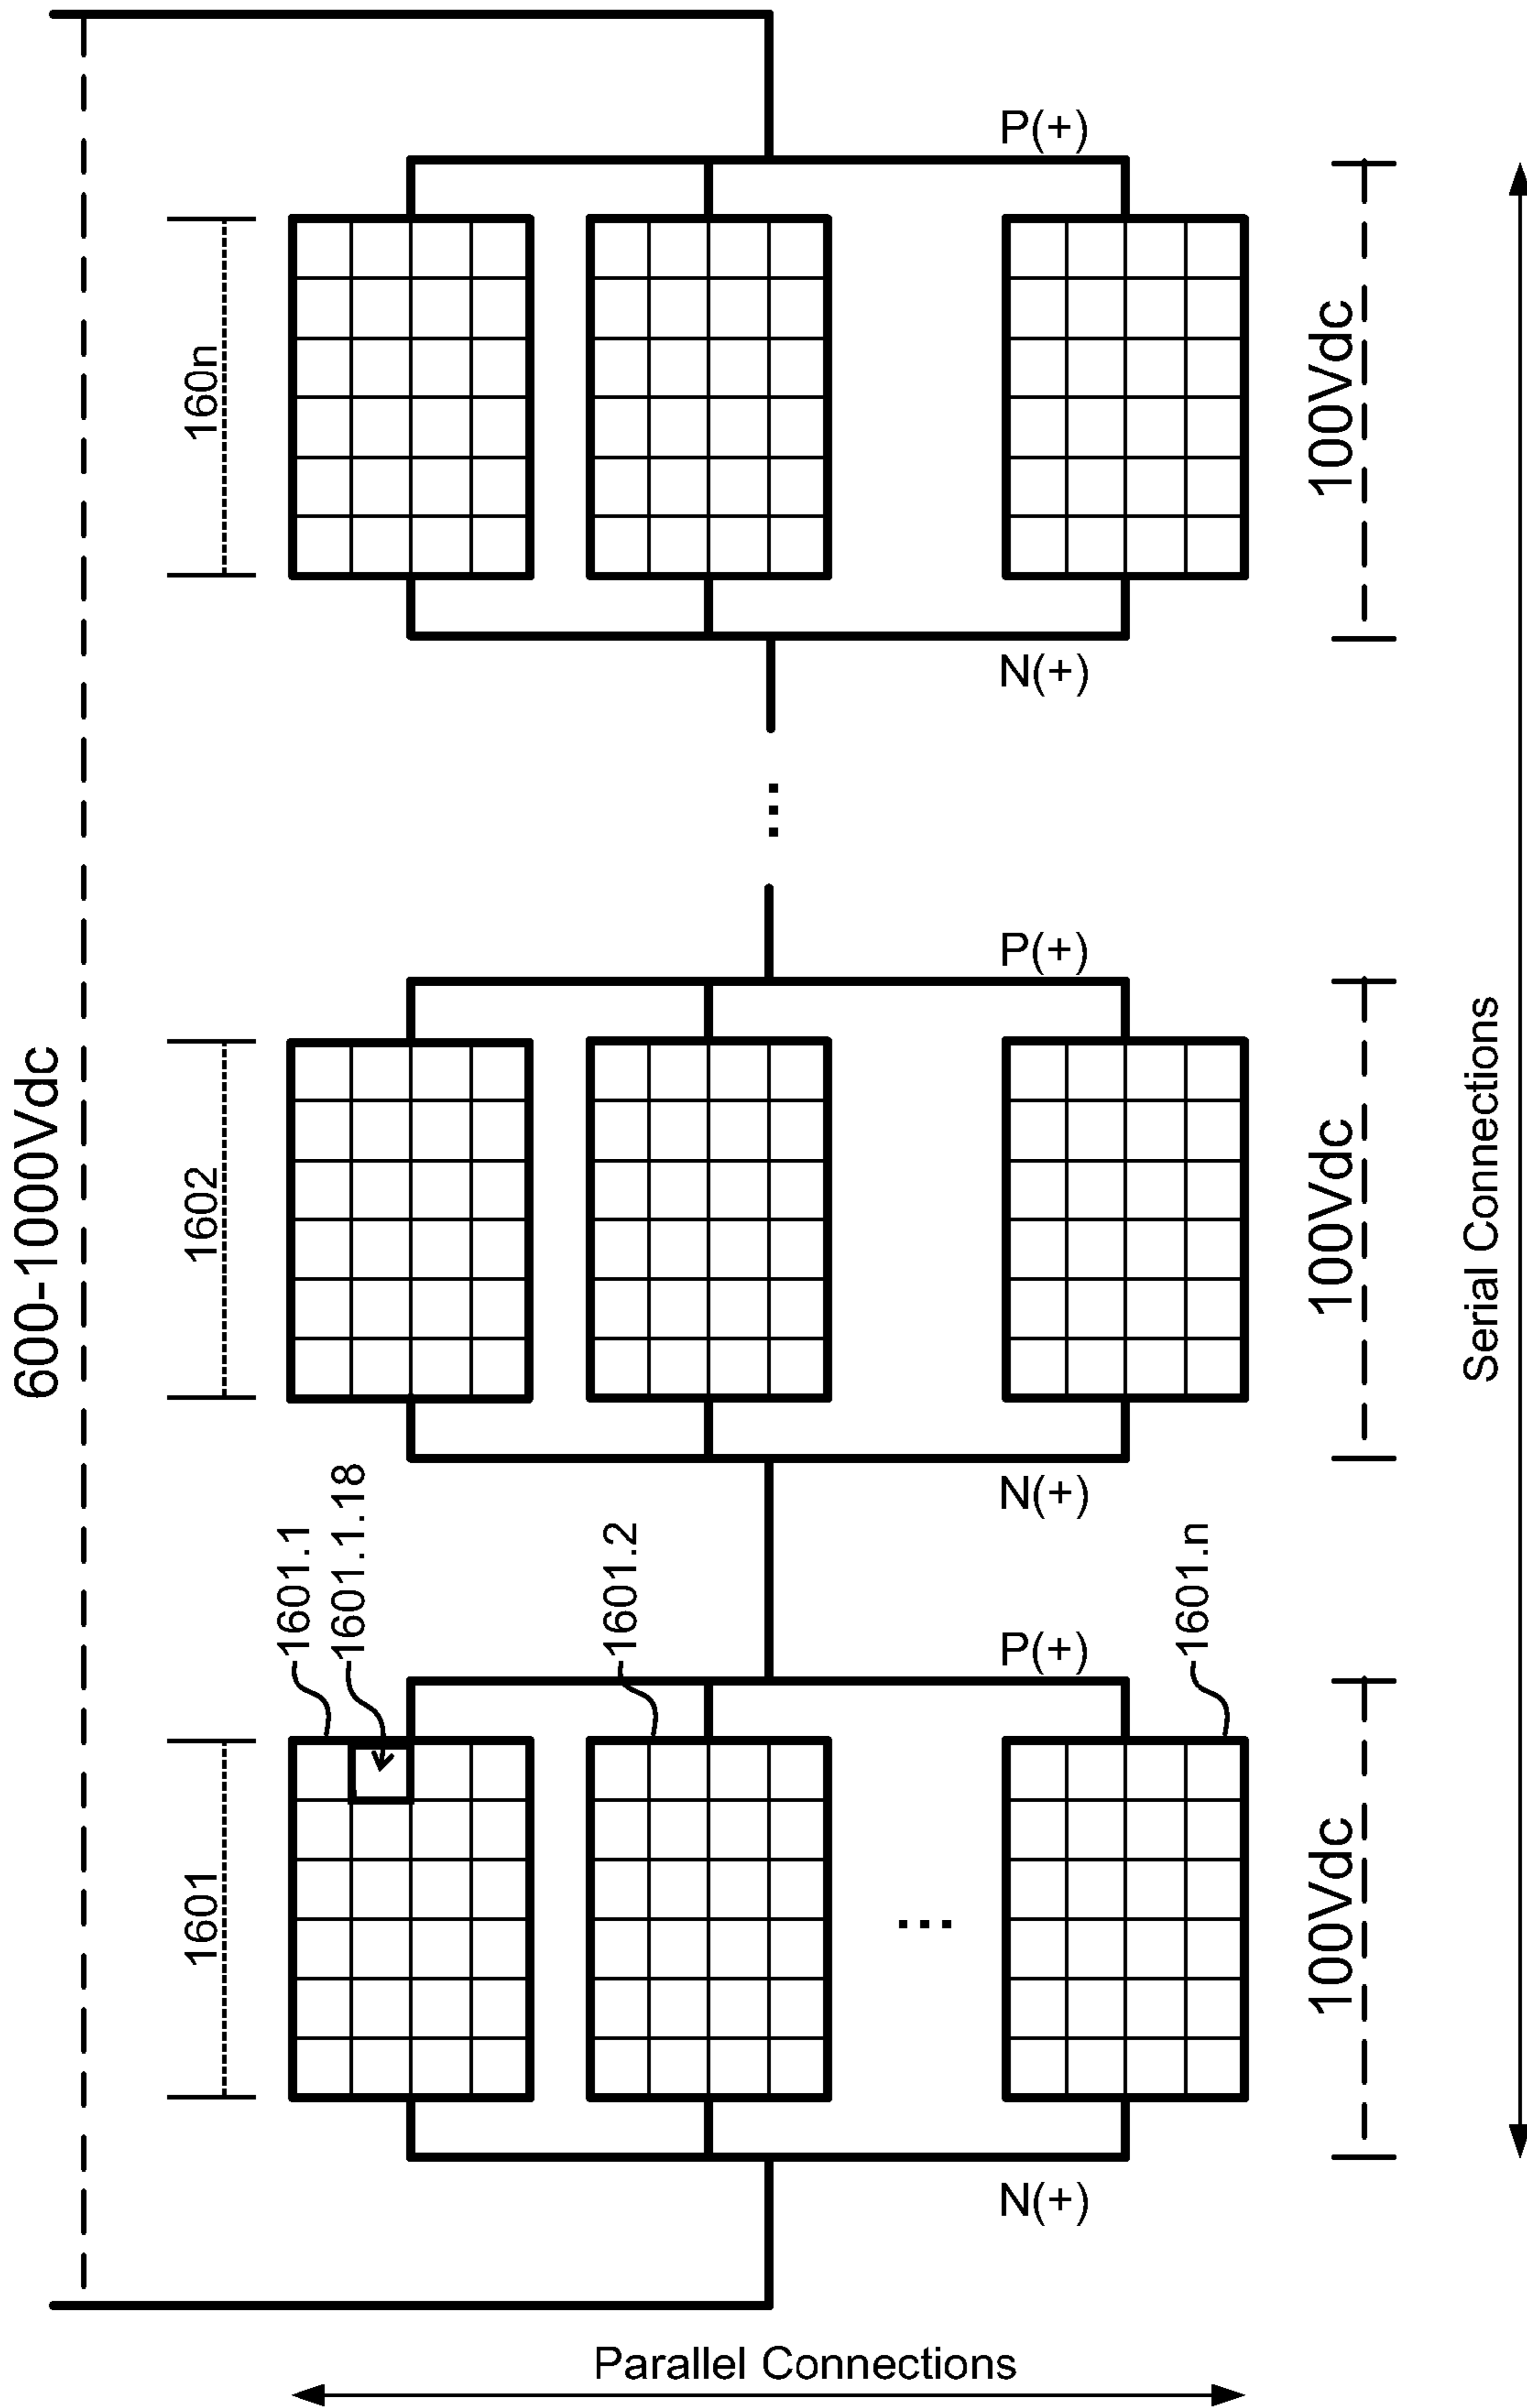 P(+)
160n
100Vdc
N(+)
...
P(+)
600-1000Vdc
1602
100Vdc
Serial Connections
N(+)
1601.1
1601.1.18
1601.2
1601.n
P(+)
1601
...
100Vdc
N(+)
Parallel Connections